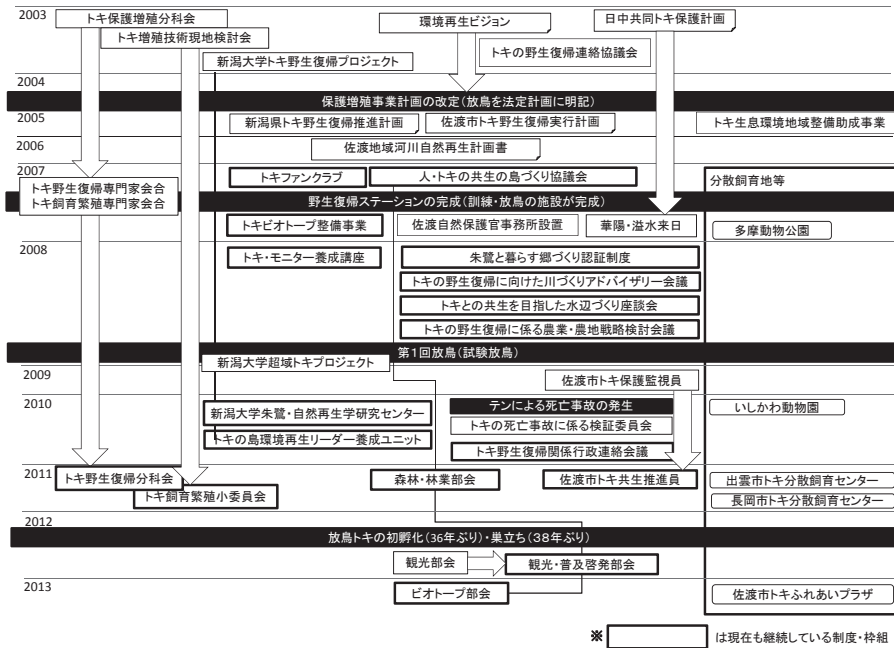 2003
トキ保護増殖分科会
環境再生ビジョン
日中共同トキ保護計画
トキ増殖技術現地検討会
トキの野生復帰連絡協議会
新潟大学トキ野生復帰プロジェクト
2004
保護増殖事業計画の改定(放鳥を法定計画に明記)
2005
新潟県トキ野生復帰推進計画
佐渡市トキ野生復帰実行計画
トキ生息環境地域整備助成事業
2006
佐渡地域河川自然再生計画書
2007
トキファンクラブ
人・トキの共生の島づくり協議会
分散飼育地等
トキ野生復帰専門家会合
トキ飼育繁殖専門家会合
野生復帰ステーションの完成(訓練・放鳥の施設が完成)
トキビオトープ整備事業
佐渡自然保護官事務所設置
華陽・溢水来日
多摩動物公園
2008
トキ・モニター養成講座
朱鷺と暮らす郷づくり認証制度
トキの野生復帰に向けた川づくりアドバイザリー会議
トキとの共生を目指した水辺づくり座談会
トキの野生復帰に係る農業・農地戦略検討会議
第1回放鳥(試験放鳥)
新潟大学超域トキプロジェクト
2009
佐渡市トキ保護監視員
2010
新潟大学朱鷺・自然再生学研究センター
テンによる死亡事故の発生
いしかわ動物園
トキの死亡事故に係る検証委員会
トキの島環境再生リーダー養成ユニット
トキ野生復帰関係行政連絡会議
2011
トキ野生復帰分科会
森林・林業部会
佐渡市トキ共生推進員
出雲市トキ分散飼育センター
トキ飼育繁殖小委員会
長岡市トキ分散飼育センター
2012
放鳥トキの初孵化(36年ぶり)・巣立ち(38年ぶり)
観光部会
観光・普及啓発部会
2013
ビオトープ部会
佐渡市トキふれあいプラザ
※
は現在も継続している制度・枠組